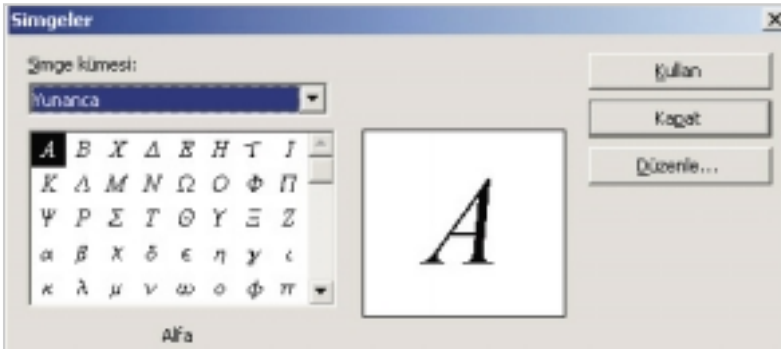 Simgeler
Simge kümesi:
Yunanca
Kullan
Kapat
Düzenle...
Α Β Χ Δ Ε Η Ϊ Ι
Κ Λ Μ Ν Ω Ο Φ Π
Ψ Ρ Σ Τ Θ Υ Ξ Ζ
α β χ δ ϵ η γ ι
κ λ μ ν ω ο ϕ π
A
Alfa